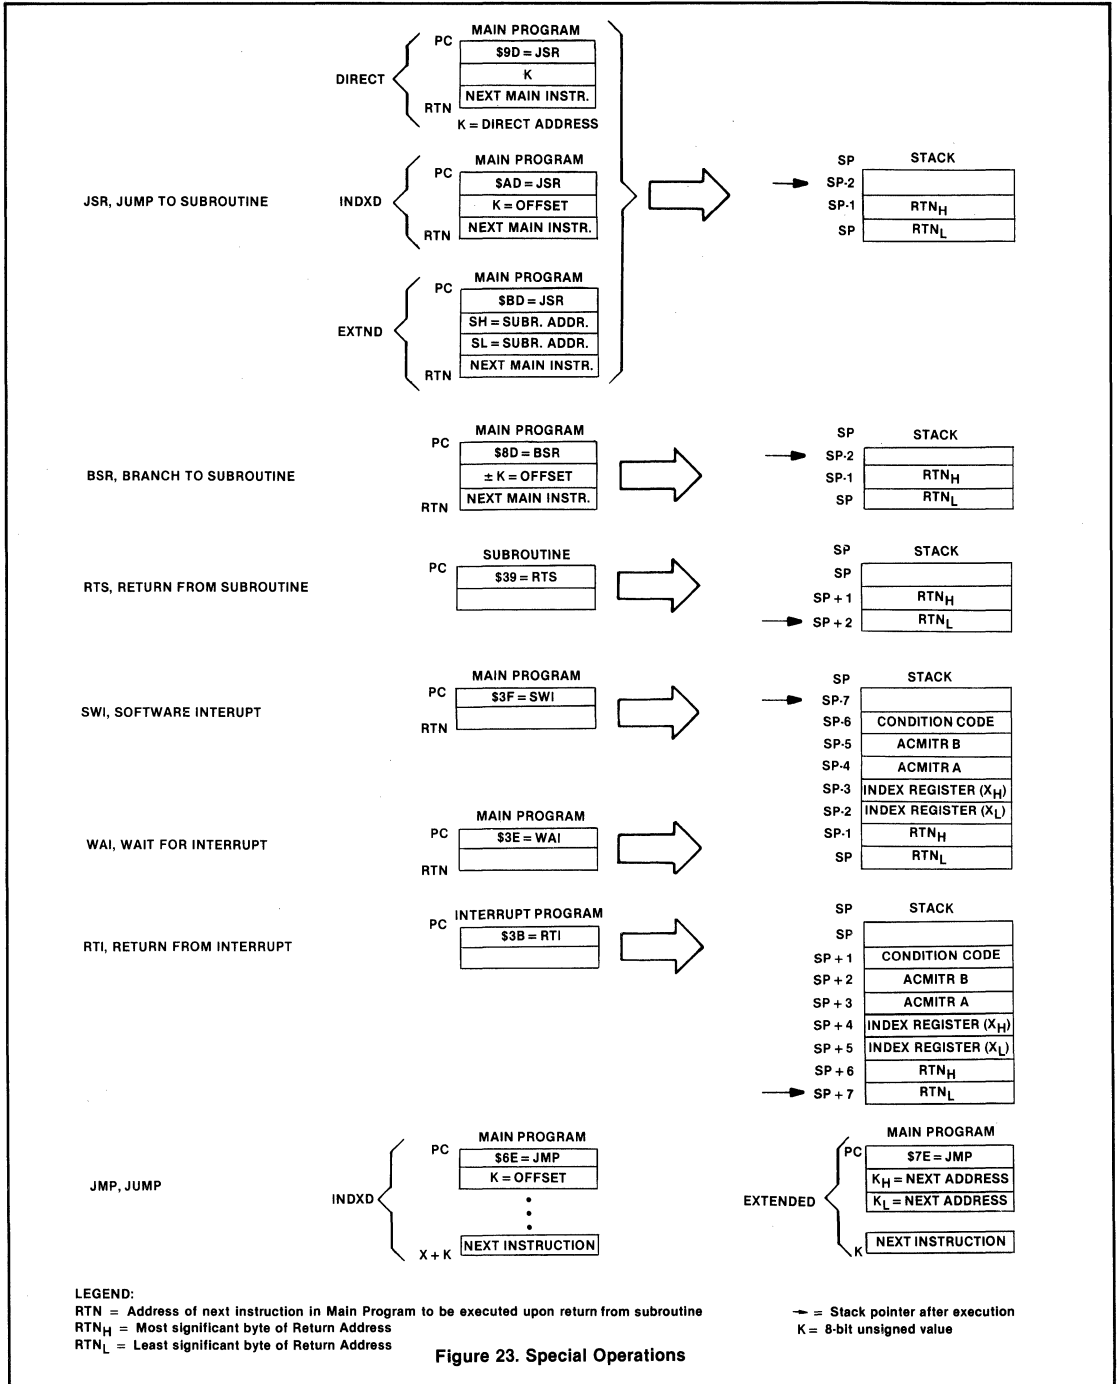 MAIN PROGRAM
PC
$9D = JSR
DIRECT
K
NEXT MAIN INSTR.
RTN
K = DIRECT ADDRESS
JSR, JUMP TO SUBROUTINE
MAIN PROGRAM
PC
$AD = JSR
INDXD
K = OFFSET
NEXT MAIN INSTR.
RTN
MAIN PROGRAM
PC
$BD = JSR
EXTND
SH = SUBR. ADDR.
SL = SUBR. ADDR.
NEXT MAIN INSTR.
RTN
SP STACK
SP-2
SP-1 RTNH
SP RTNL
BSR, BRANCH TO SUBROUTINE
MAIN PROGRAM
PC
$8D = BSR
± K = OFFSET
NEXT MAIN INSTR.
RTN
SP STACK
SP-2
SP-1 RTNH
SP RTNL
RTS, RETURN FROM SUBROUTINE
SUBROUTINE
PC
$39 = RTS
SP STACK
SP
SP + 1 RTNH
SP + 2 RTNL
SWI, SOFTWARE INTERUPT
MAIN PROGRAM
PC
$3F = SWI
RTN
WAI, WAIT FOR INTERRUPT
MAIN PROGRAM
PC
$3E = WAI
RTN
SP STACK
SP-7
SP-6 CONDITION CODE
SP-5 ACMITR B
SP-4 ACMITR A
SP-3 INDEX REGISTER (XH)
SP-2 INDEX REGISTER (XL)
SP-1 RTNH
SP RTNL
RTI, RETURN FROM INTERRUPT
INTERRUPT PROGRAM
PC
$3B = RTI
SP STACK
SP
SP + 1 CONDITION CODE
SP + 2 ACMITR B
SP + 3 ACMITR A
SP + 4 INDEX REGISTER (XH)
SP + 5 INDEX REGISTER (XL)
SP + 6 RTNH
SP + 7 RTNL
JMP, JUMP
MAIN PROGRAM
PC
$6E = JMP
INDXD
K = OFFSET
X + K NEXT INSTRUCTION
MAIN PROGRAM
PC
$7E = JMP
EXTENDED
KH = NEXT ADDRESS
KL = NEXT ADDRESS
K NEXT INSTRUCTION
LEGEND:
RTN = Address of next instruction in Main Program to be executed upon return from subroutine
RTNH = Most significant byte of Return Address
RTNL = Least significant byte of Return Address
→ = Stack pointer after execution
K = 8-bit unsigned value
Figure 23. Special Operations